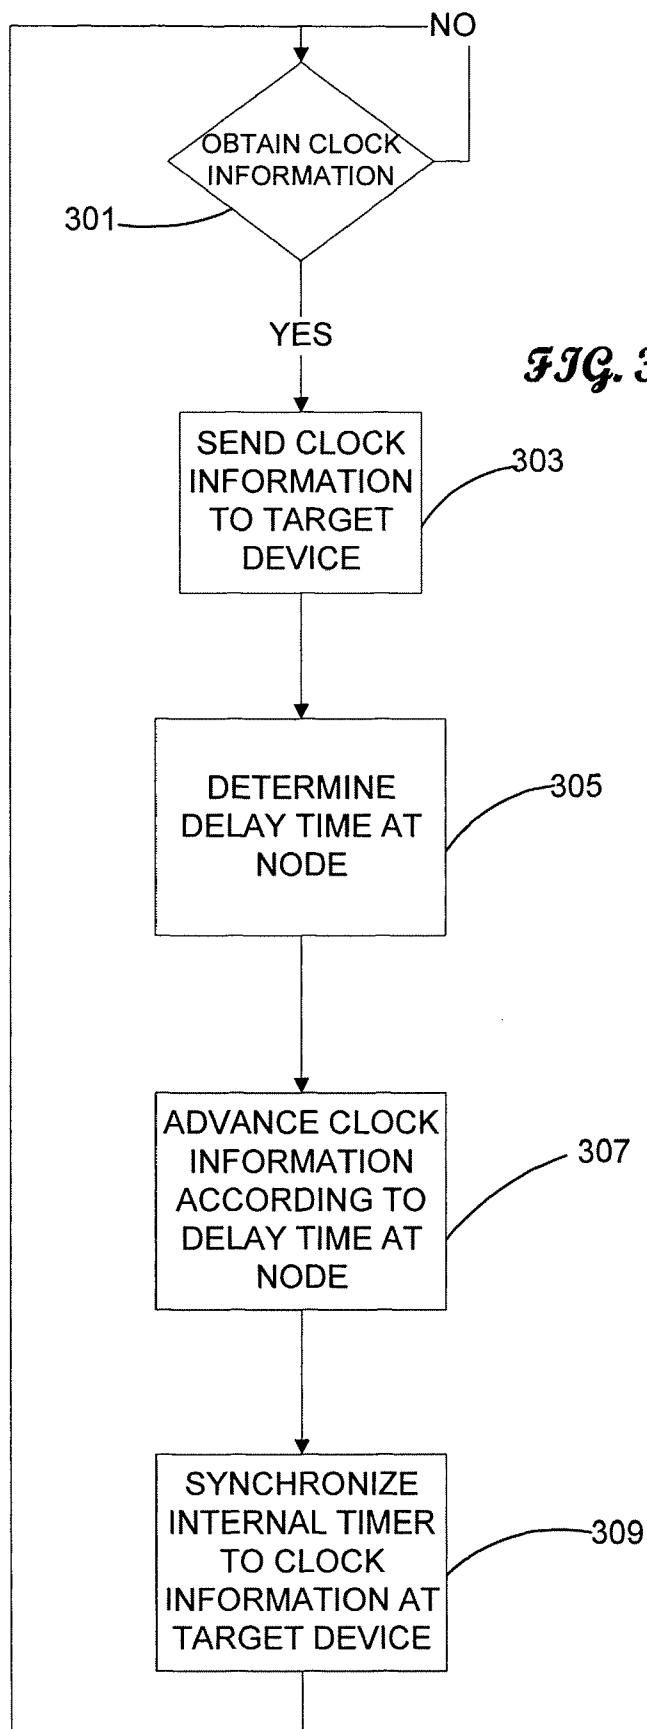 NO
OBTAIN CLOCK
INFORMATION
301
YES
FIG. 3
SEND CLOCK
INFORMATION
TO TARGET
DEVICE
303
DETERMINE
DELAY TIME AT
NODE
305
ADVANCE CLOCK
INFORMATION
ACCORDING TO
DELAY TIME AT
NODE
307
SYNCHRONIZE
INTERNAL TIMER
TO CLOCK
INFORMATION AT
TARGET DEVICE
309